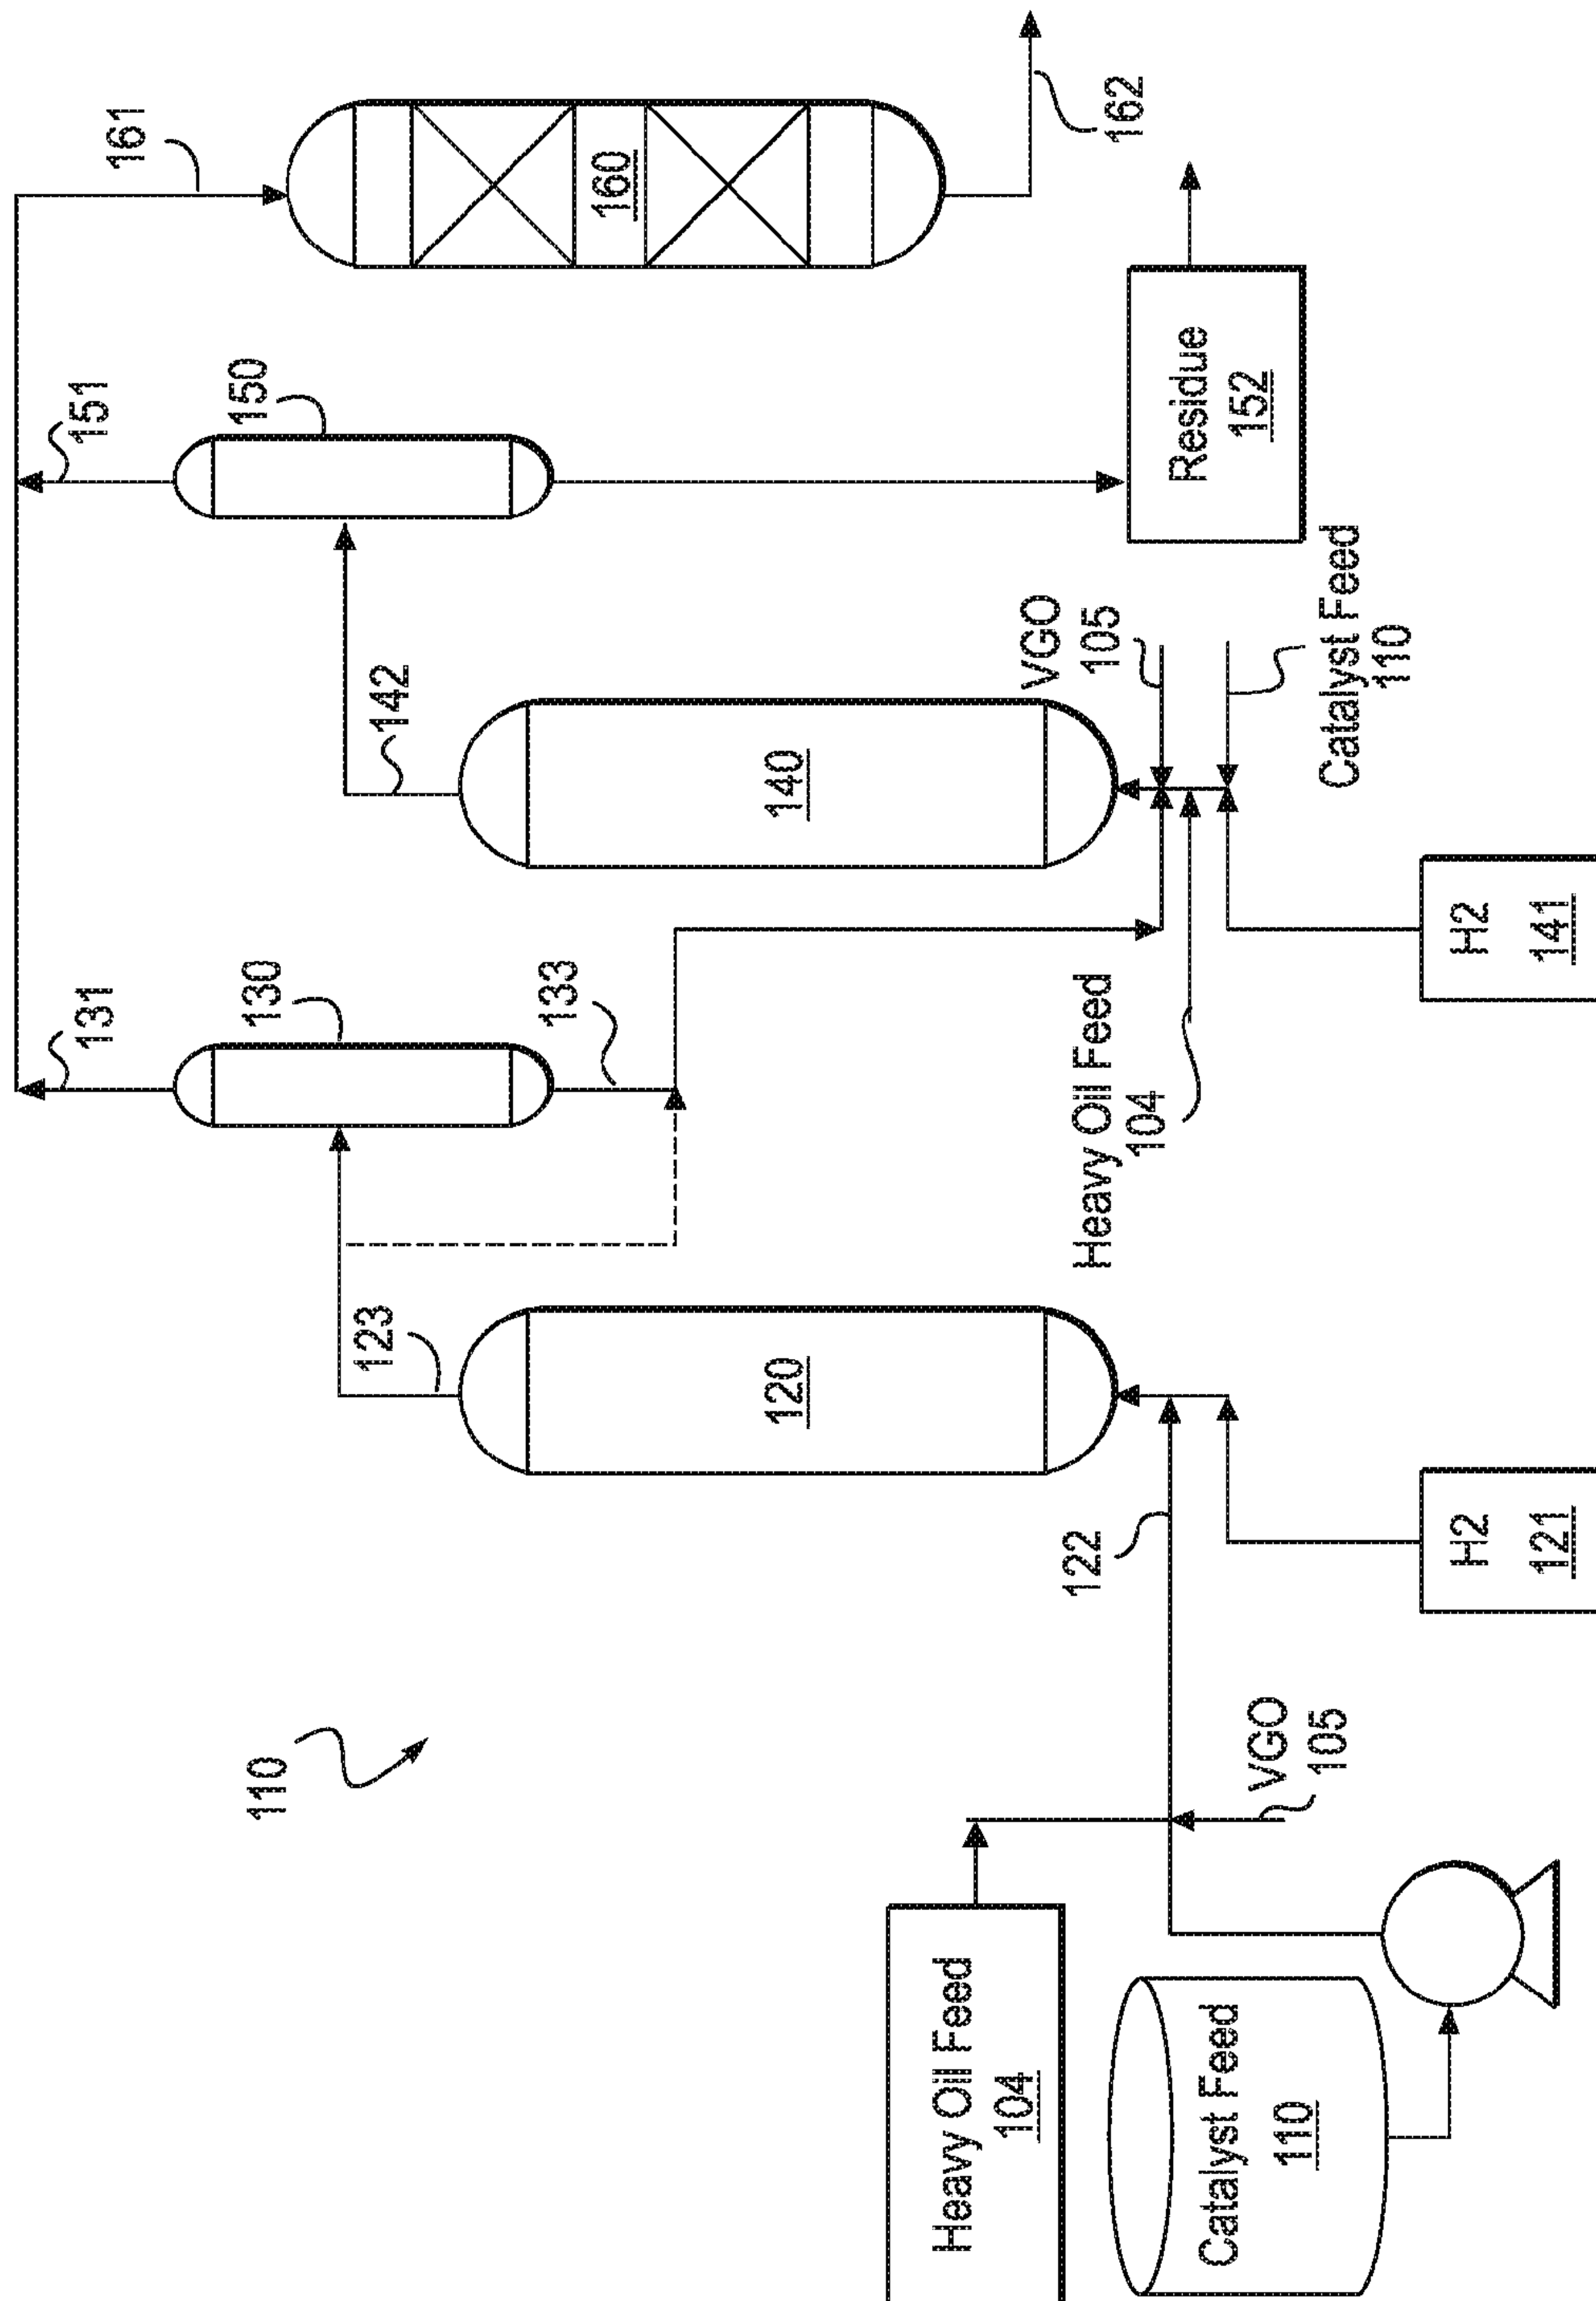 131
151
161
110
130
150
123
142
133
160
120
140
Heavy Oil Feed
104
122
Heavy Oil Feed
104
VGO
105
162
Residue
152
Catalyst Feed
110
VGO
105
Catalyst Feed
110
H2
121
H2
141